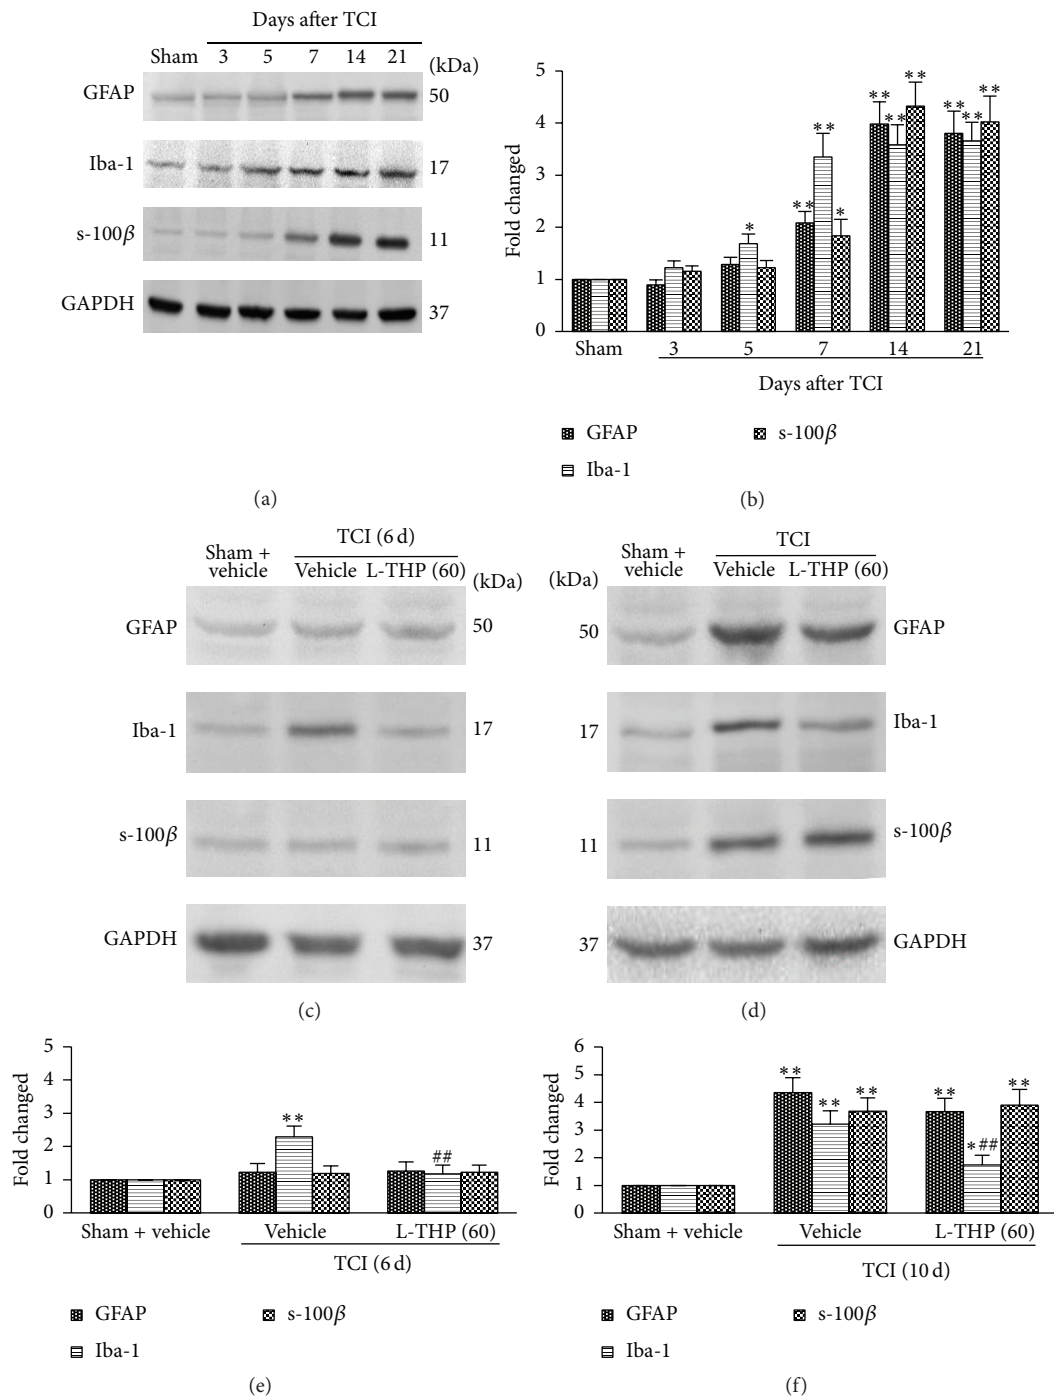 Days after TCI
Sham 3 5 7 14 21 (kDa)
GFAP 50
Iba-1 17
s-100β 11
GAPDH 37
(a)
Fold changed
5
4
3
2
1
0
** ** ** ** ** ** ** ** * * **
Sham 3 5 7 14 21
Days after TCI
GFAP s-100β
Iba-1
(b)
TCI (6 d)
Sham + vehicle Vehicle L-THP (60) (kDa)
GFAP 50
Iba-1 17
s-100β 11
GAPDH 37
(c)
TCI
(kDa) Sham + vehicle Vehicle L-THP (60)
50 GFAP
17 Iba-1
11 s-100β
37 GAPDH
(d)
Fold changed
5
4
3
2
1
0
**
##
Sham + vehicle Vehicle L-THP (60)
TCI (6 d)
GFAP s-100β
Iba-1
(e)
Fold changed
6
5
4
3
2
1
0
** ** ** ** *## **
Sham + vehicle Vehicle L-THP (60)
TCI (10 d)
GFAP s-100β
Iba-1
(f)